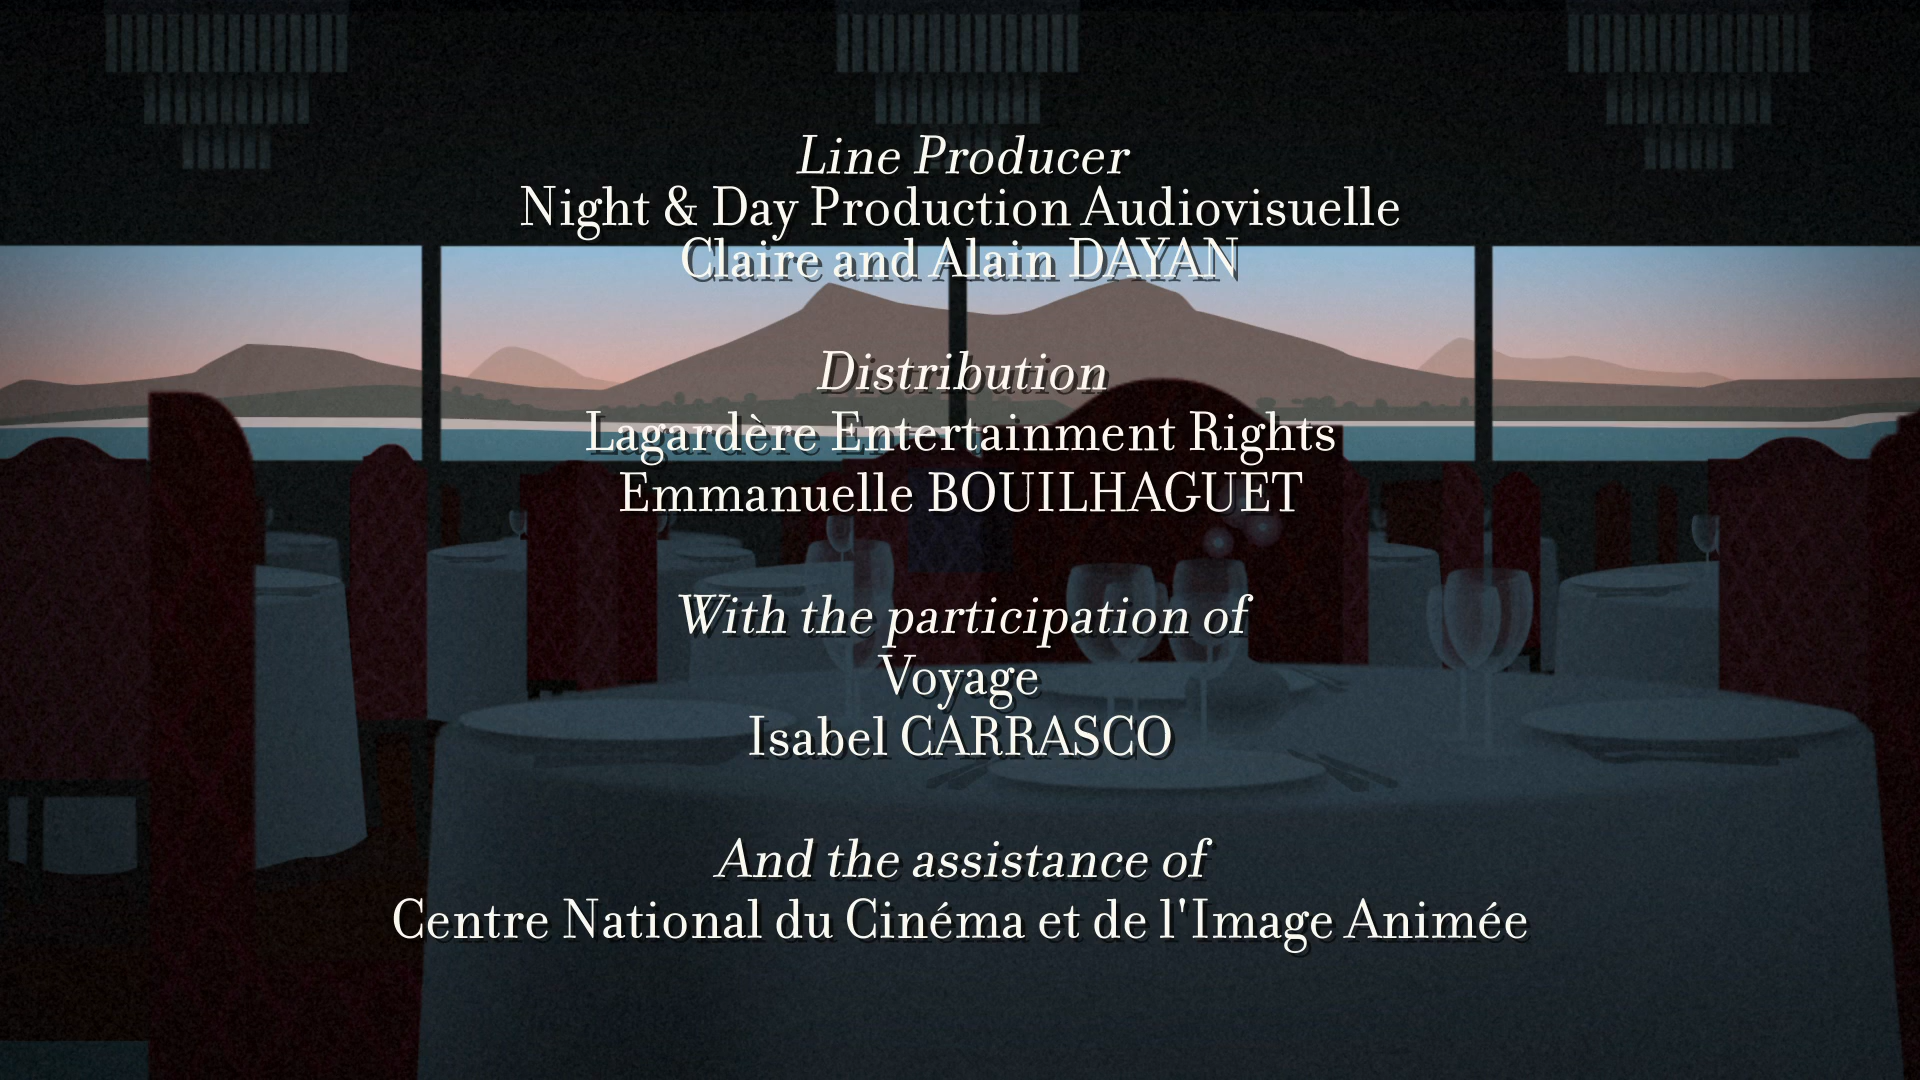 Line Producer
Night & Day Production Audiovisuelle
Claire and Alain DAYAN
Distribution
Lagardère Entertainment Rights
Emmanuelle BOUILHAGUET
With the participation of
Voyage
Isabel CARRASCO
And the assistance of
Centre National du Cinéma et de l'Image Animée